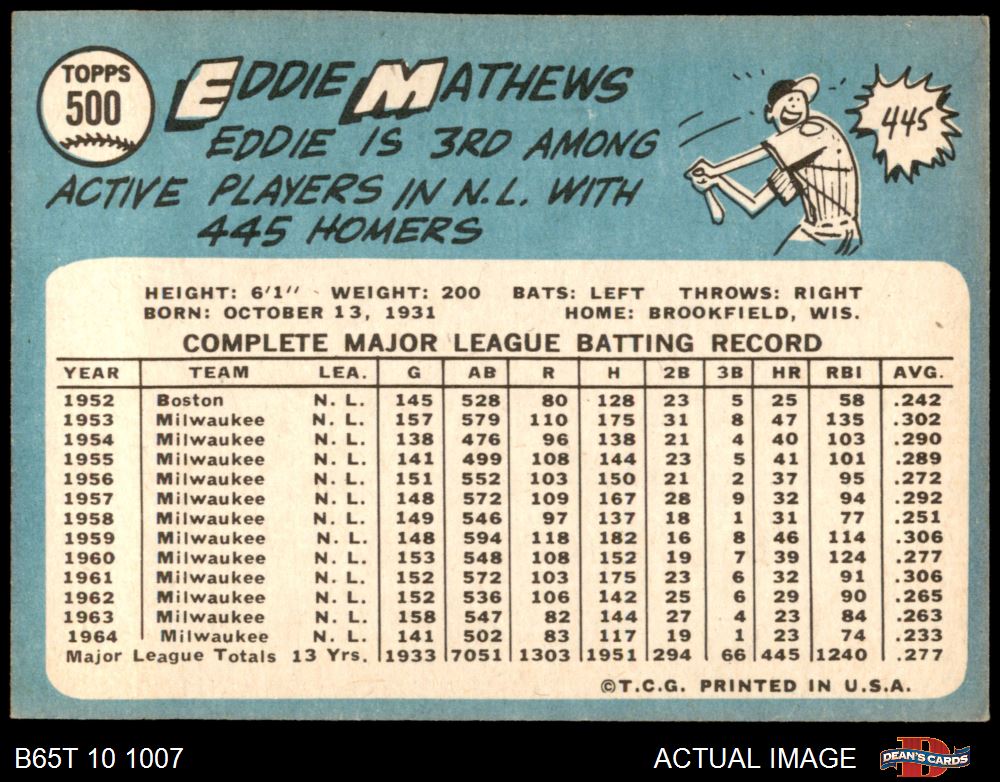 TOPPS
500
EDDIE MATHEWS
EDDIE IS 3RD AMONG
ACTIVE PLAYERS IN N.L. WITH
445 HOMERS
445
HEIGHT: 6'1" WEIGHT: 200 BATS: LEFT THROWS: RIGHT
BORN: OCTOBER 13, 1931 HOME: BROOKFIELD, WIS.
COMPLETE MAJOR LEAGUE BATTING RECORD
YEAR TEAM LEA. G AB R H 2B 3B HR RBI AVG.
1952 Boston N. L. 145 528 80 128 23 5 25 58 .242
1953 Milwaukee N. L. 157 579 110 175 31 8 47 135 .302
1954 Milwaukee N. L. 138 476 96 138 21 4 40 103 .290
1955 Milwaukee N. L. 141 499 108 144 23 5 41 101 .289
1956 Milwaukee N. L. 151 552 103 150 21 2 37 95 .272
1957 Milwaukee N. L. 148 572 109 167 28 9 32 94 .292
1958 Milwaukee N. L. 149 546 97 137 18 1 31 77 .251
1959 Milwaukee N. L. 148 594 118 182 16 8 46 114 .306
1960 Milwaukee N. L. 153 548 108 152 19 7 39 124 .277
1961 Milwaukee N. L. 152 572 103 175 23 6 32 91 .306
1962 Milwaukee N. L. 152 536 106 142 25 6 29 90 .265
1963 Milwaukee N. L. 158 547 82 144 27 4 23 84 .263
1964 Milwaukee N. L. 141 502 83 117 19 1 23 74 .233
Major League Totals 13 Yrs. 1933 7051 1303 1951 294 66 445 1240 .277
©T.C.G. PRINTED IN U.S.A.
B65T 10 1007 ACTUAL IMAGE DEAN'S CARDS